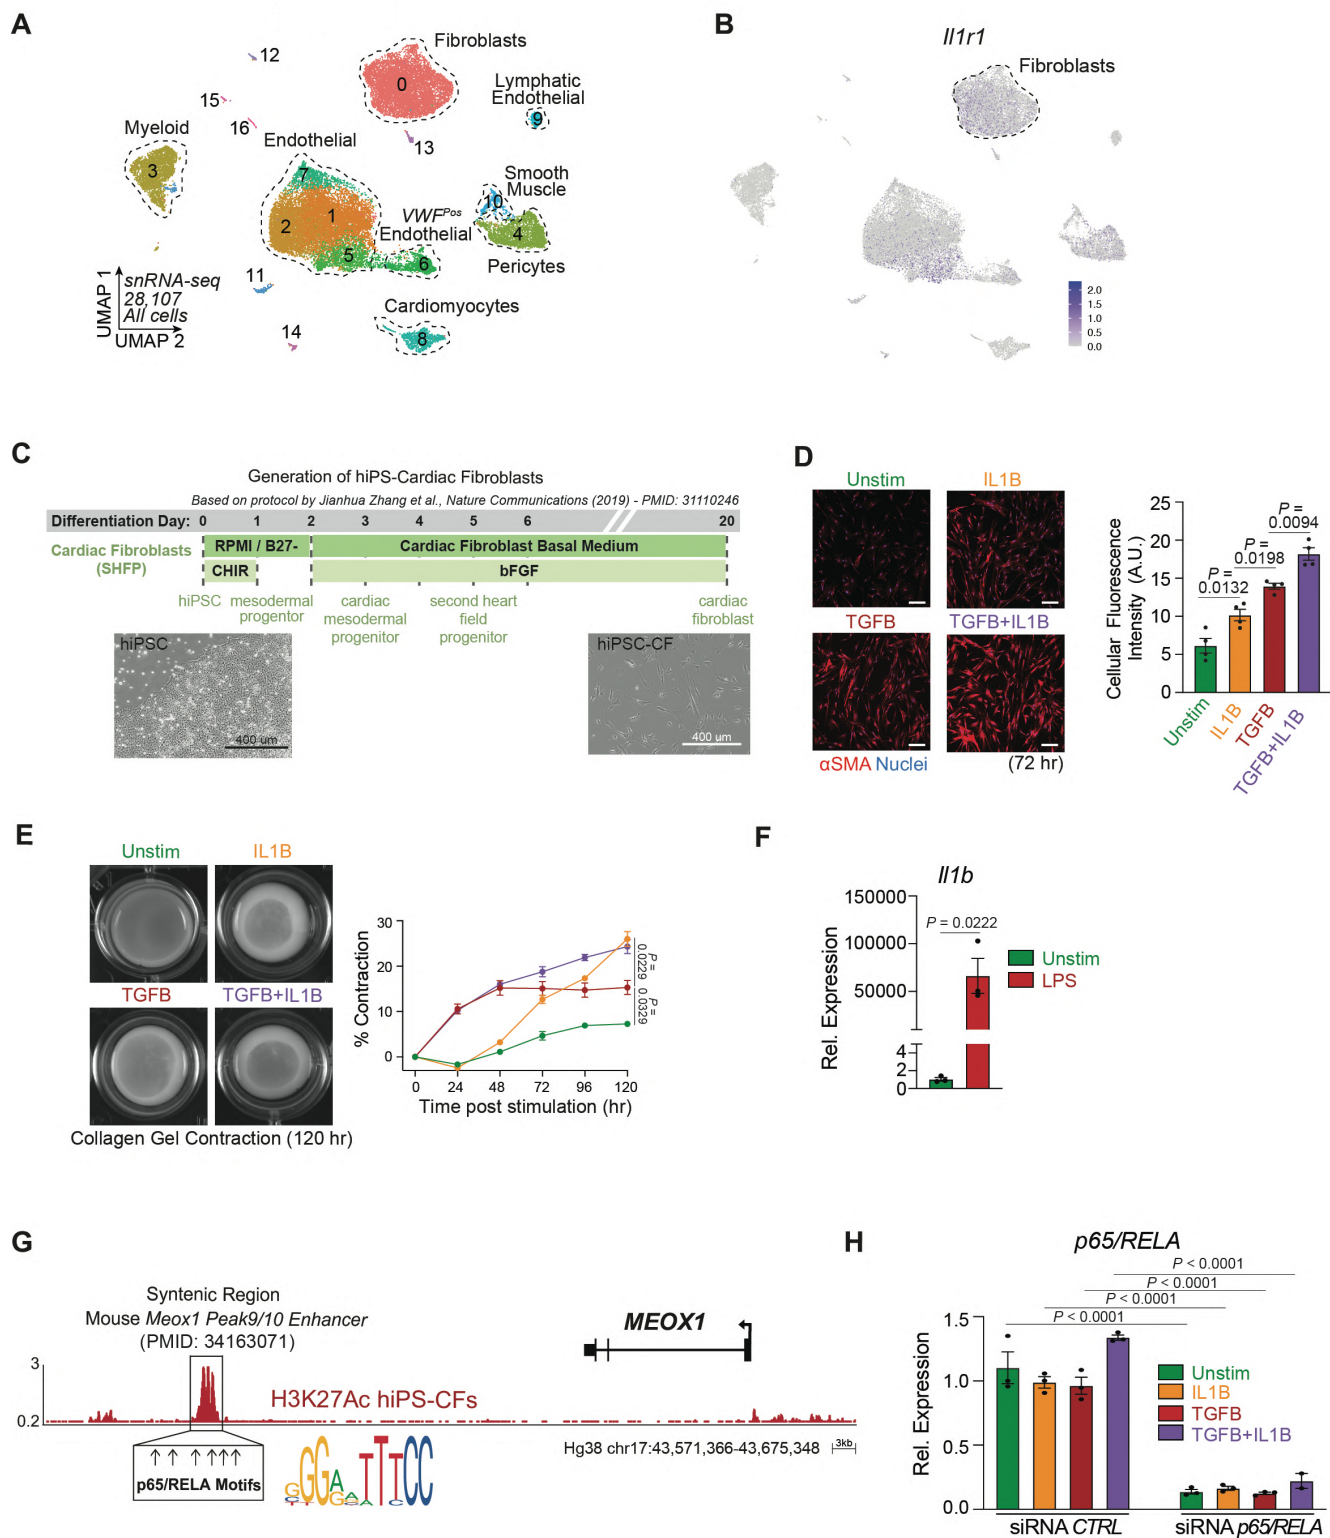 A
Fibroblasts
0
12
Lymphatic
Endothelial
9
15
16
13
Myeloid
3
Endothelial
7
1
2
5
6
VWFPos
Endothelial
Smooth
Muscle
10
4
Pericytes
11
14
Cardiomyocytes
8
UMAP 1
snRNA-seq
28,107
All cells
UMAP 2
B
Il1r1
Fibroblasts
2.0
1.5
1.0
0.5
0.0
C
Generation of hiPS-Cardiac Fibroblasts
Based on protocol by Jianhua Zhang et al., Nature Communications (2019) - PMID: 31110246
Differentiation Day: 0 1 2 3 4 5 6 20
Cardiac Fibroblasts
(SHFP)
RPMI / B27-
Cardiac Fibroblast Basal Medium
CHIR
bFGF
hiPSC
mesodermal
progenitor
cardiac
mesodermal
progenitor
second heart
field
progenitor
cardiac
fibroblast
hiPSC
400 um
hiPSC-CF
400 um
D
Unstim
IL1B
TGFB
TGFB+IL1B
αSMA Nuclei
(72 hr)
Cellular Fluorescence
Intensity (A.U.)
25
20
15
10
5
0
P =
0.0132
P =
0.0198
P =
0.0094
Unstim
IL1B
TGFB
TGFB+IL1B
E
Unstim
IL1B
TGFB
TGFB+IL1B
Collagen Gel Contraction (120 hr)
% Contraction
30
20
10
0
0 24 48 72 96 120
Time post stimulation (hr)
P =
0.0229
P =
0.0329
F
Il1b
Rel. Expression
150000
100000
50000
4
2
0
P = 0.0222
Unstim
LPS
G
Syntenic Region
Mouse Meox1 Peak9/10 Enhancer
(PMID: 34163071)
MEOX1
3
0.2
H3K27Ac hiPS-CFs
p65/RELA Motifs
Hg38 chr17:43,571,366-43,675,348
3kb
H
p65/RELA
P < 0.0001
P < 0.0001
P < 0.0001
P < 0.0001
Rel. Expression
1.5
1.0
0.5
0.0
Unstim
IL1B
TGFB
TGFB+IL1B
siRNA CTRL
siRNA p65/RELA